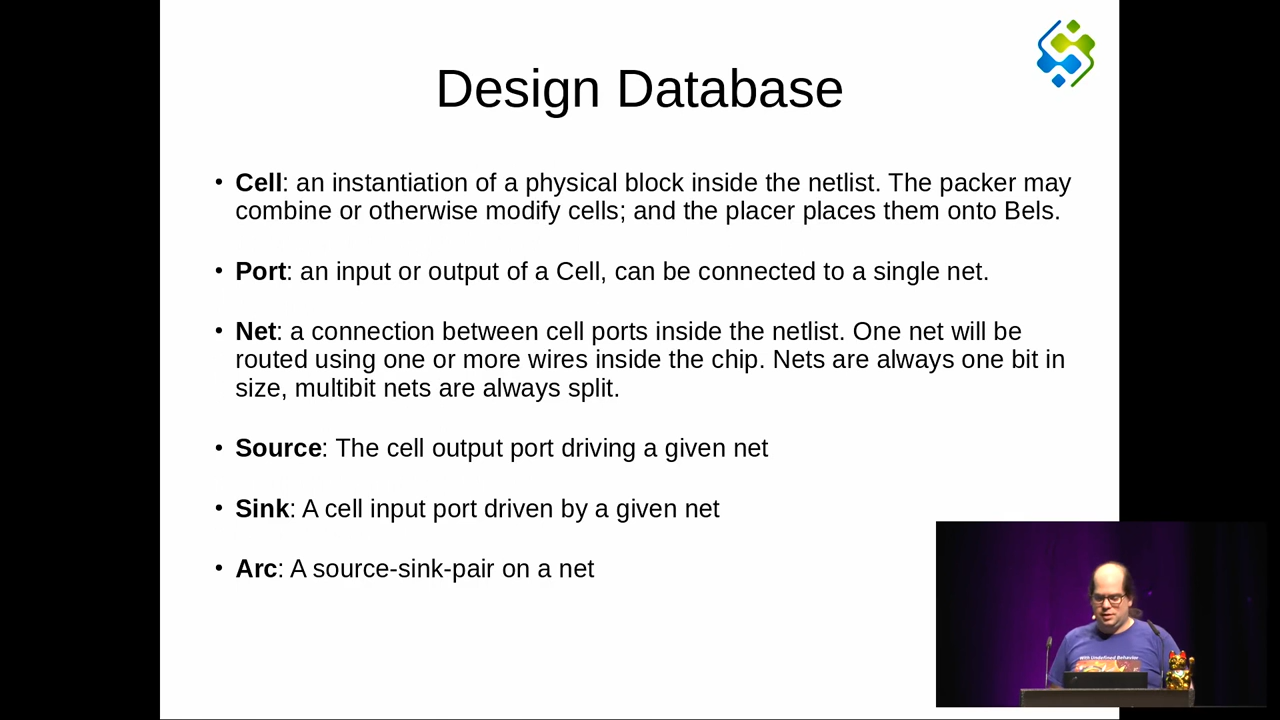 Design Database
• Cell: an instantiation of a physical block inside the netlist. The packer may
combine or otherwise modify cells; and the placer places them onto Bels.
• Port: an input or output of a Cell, can be connected to a single net.
• Net: a connection between cell ports inside the netlist. One net will be
routed using one or more wires inside the chip. Nets are always one bit in
size, multibit nets are always split.
• Source: The cell output port driving a given net
• Sink: A cell input port driven by a given net
• Arc: A source-sink-pair on a net
With Undefined Behavior